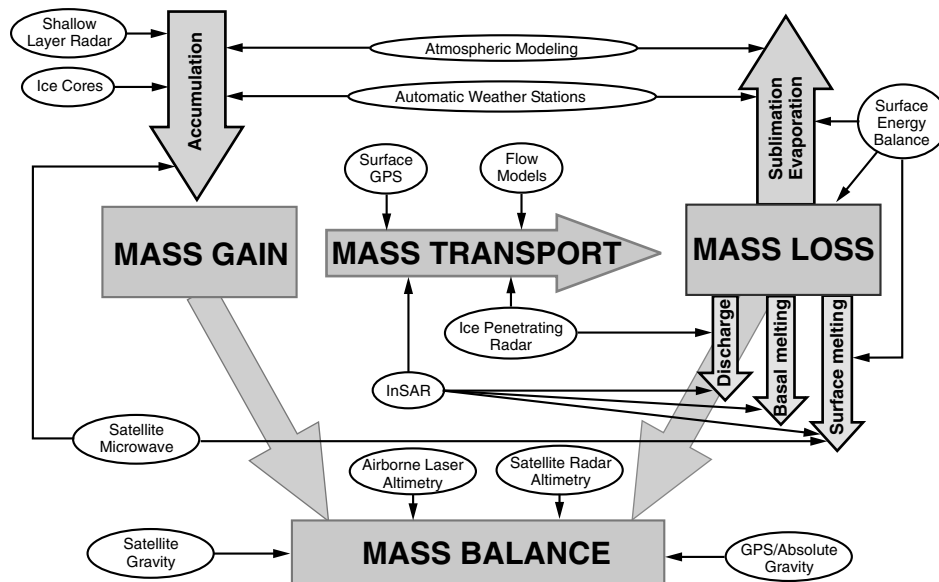 Shallow
Layer Radar
Ice Cores
Accumulation
Atmospheric Modeling
Automatic Weather Stations
Sublimation
Evaporation
Surface
Energy
Balance
Surface
GPS
Flow
Models
MASS GAIN
MASS TRANSPORT
MASS LOSS
Ice Penetrating
Radar
Discharge
Basal melting
Surface melting
InSAR
Satellite
Microwave
Airborne Laser
Altimetry
Satellite Radar
Altimetry
Satellite
Gravity
MASS BALANCE
GPS/Absolute
Gravity